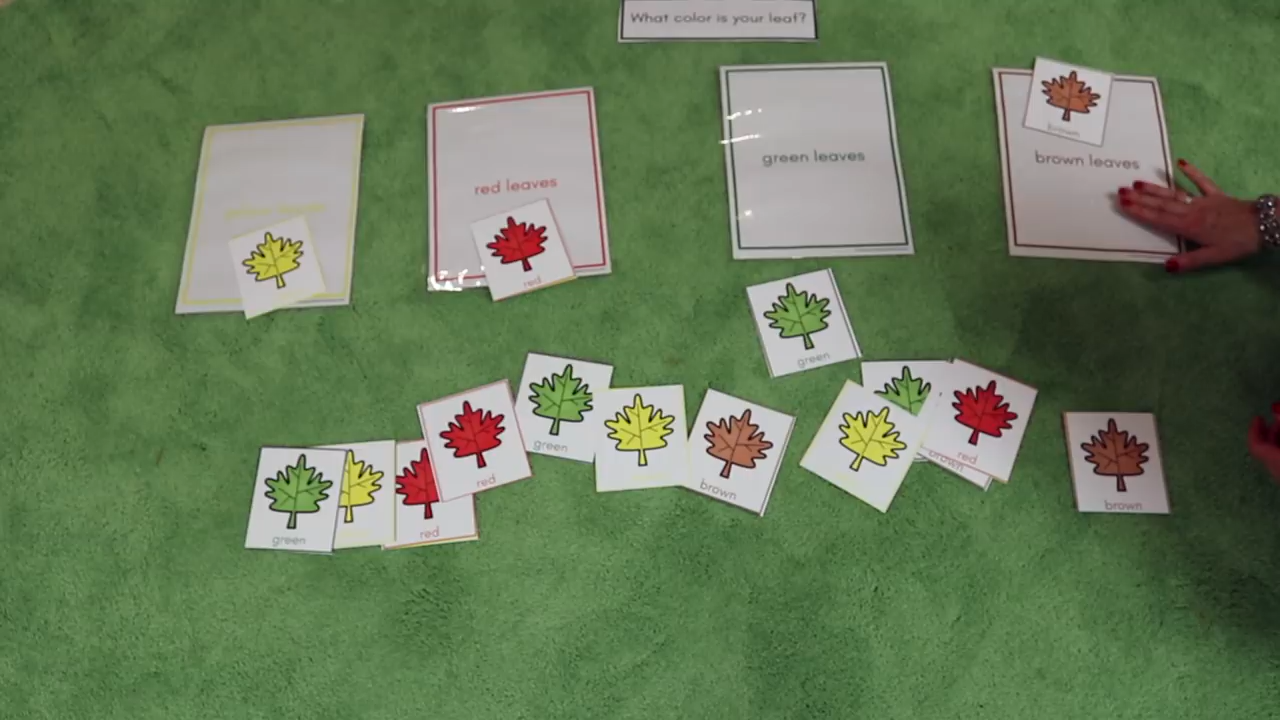 What color is your leaf?
red leaves
green leaves
brown leaves
brown
red
green
green
red
red
green
brown
red
brown
brown